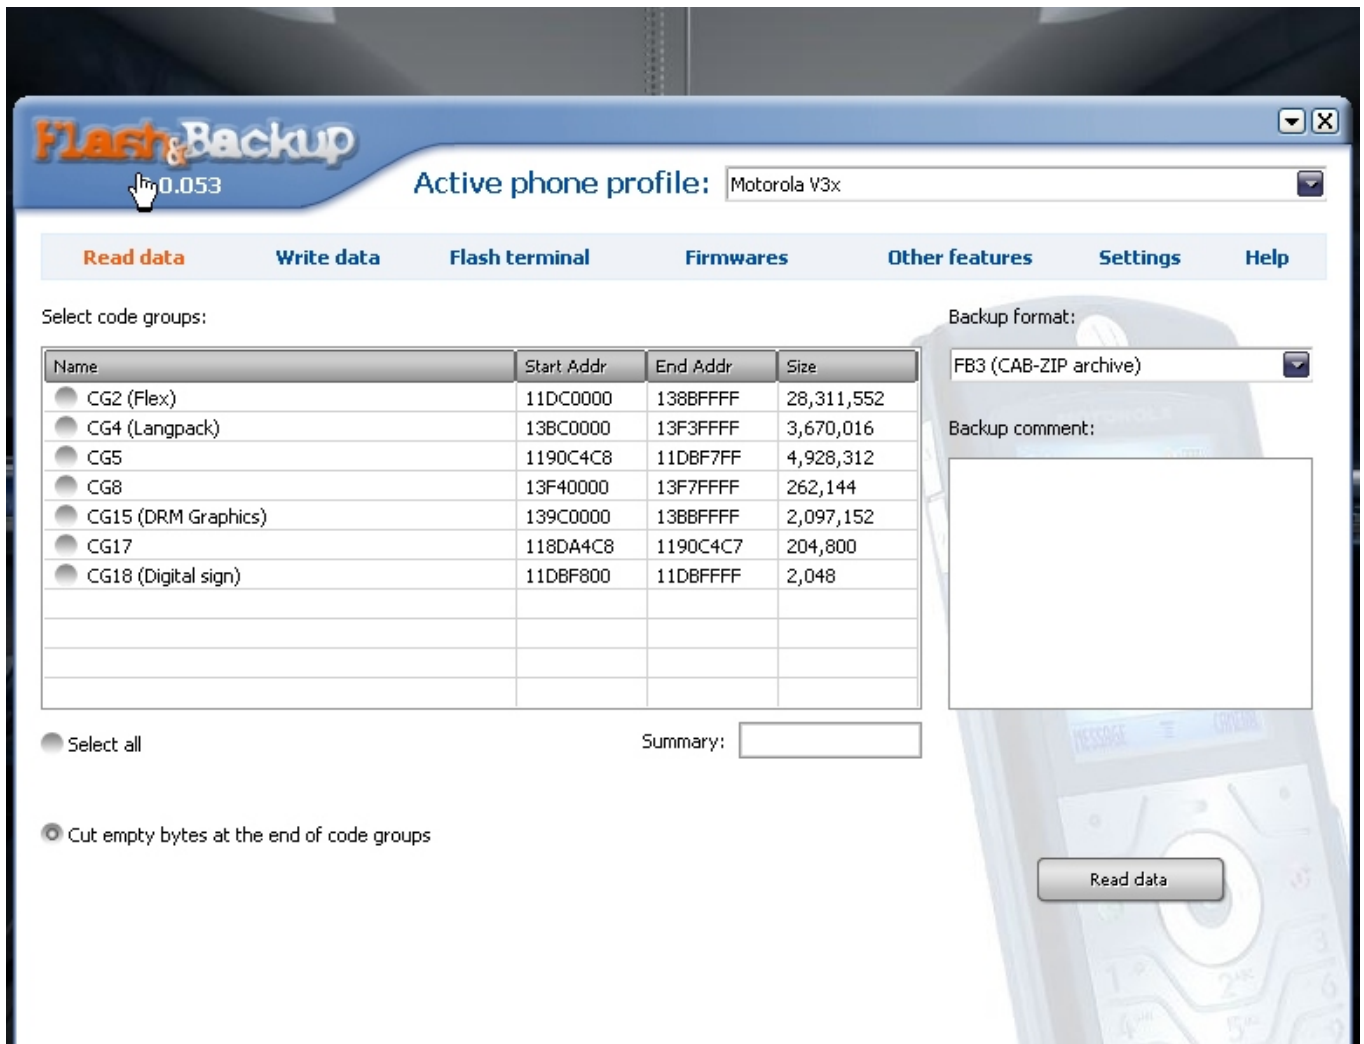 Flash&Backup
0.053
Active phone profile: Motorola V3x
Read data Write data Flash terminal Firmwares Other features Settings Help
Select code groups:
Backup format:
Name Start Addr End Addr Size
FB3 (CAB-ZIP archive)
CG2 (Flex) 11DC0000 138BFFFF 28,311,552
CG4 (Langpack) 13BC0000 13F3FFFF 3,670,016
Backup comment:
CG5 1190C4C8 11DBF7FF 4,928,312
CG8 13F40000 13F7FFFF 262,144
CG15 (DRM Graphics) 139C0000 13BBFFFF 2,097,152
CG17 118DA4C8 1190C4C7 204,800
CG18 (Digital sign) 11DBF800 11DBFFFF 2,048
Select all
Summary:
MESSAGE
Cut empty bytes at the end of code groups
Read data